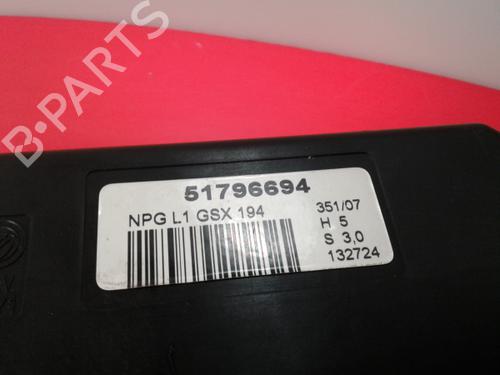 B-PARTS
51796694
NPG L1 GSX 194
351/07
H 5
S 3,0
132724